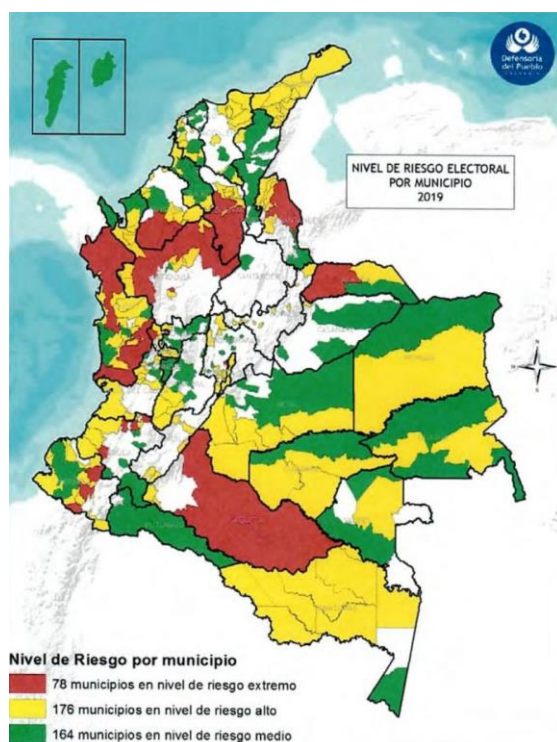 Defensoría
del Pueblo
COLOMBIA
NIVEL DE RIESGO ELECTORAL
POR MUNICIPIO
2019
N
S
Nivel de Riesgo por municipio
78 municipios en nivel de riesgo extremo
176 municipios en nivel de riesgo alto
164 municipios en nivel de riesgo medio